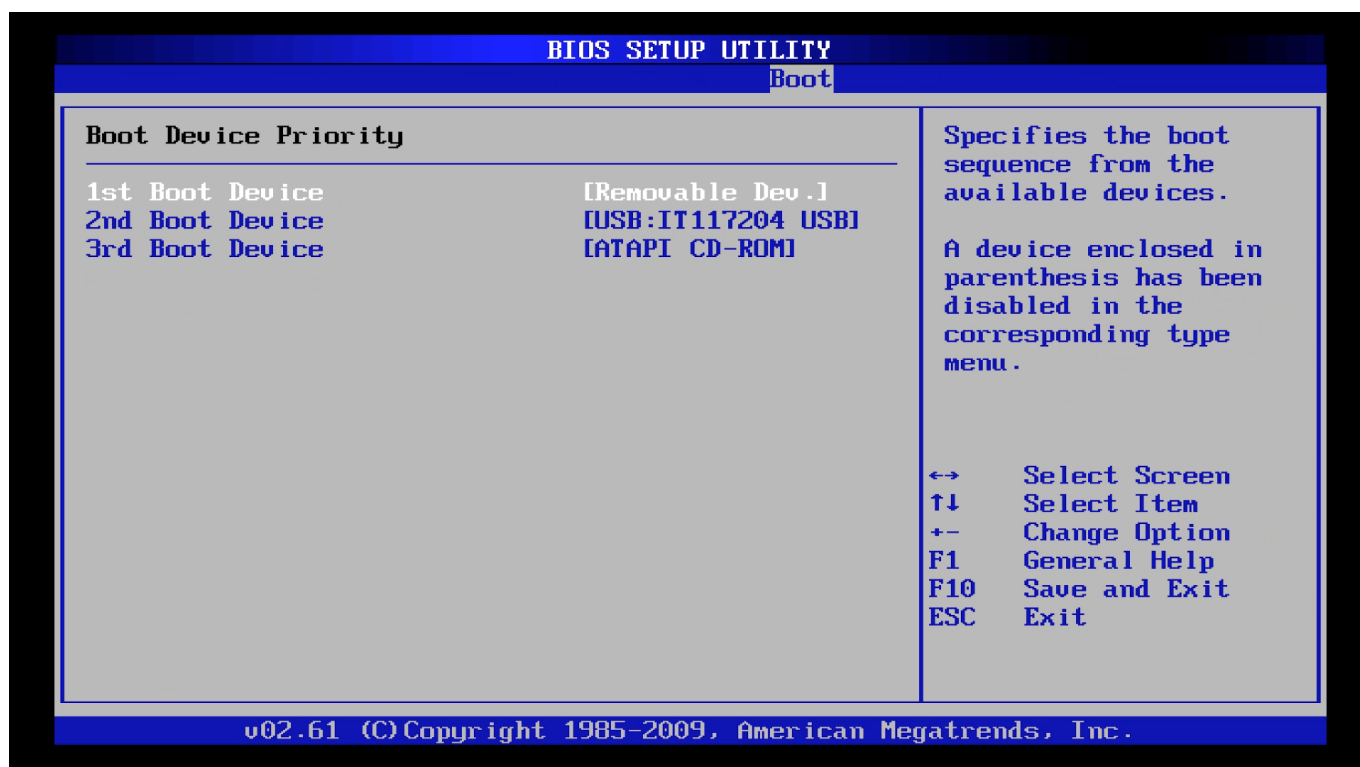 BIOS SETUP UTILITY
Boot
Boot Device Priority
1st Boot Device [Removable Dev.]
2nd Boot Device [USB:IT117204 USB]
3rd Boot Device [ATAPI CD-ROM]
Specifies the boot
sequence from the
available devices.
A device enclosed in
parenthesis has been
disabled in the
corresponding type
menu.
←→ Select Screen
↑↓ Select Item
+- Change Option
F1 General Help
F10 Save and Exit
ESC Exit
v02.61 (C)Copyright 1985-2009, American Megatrends, Inc.